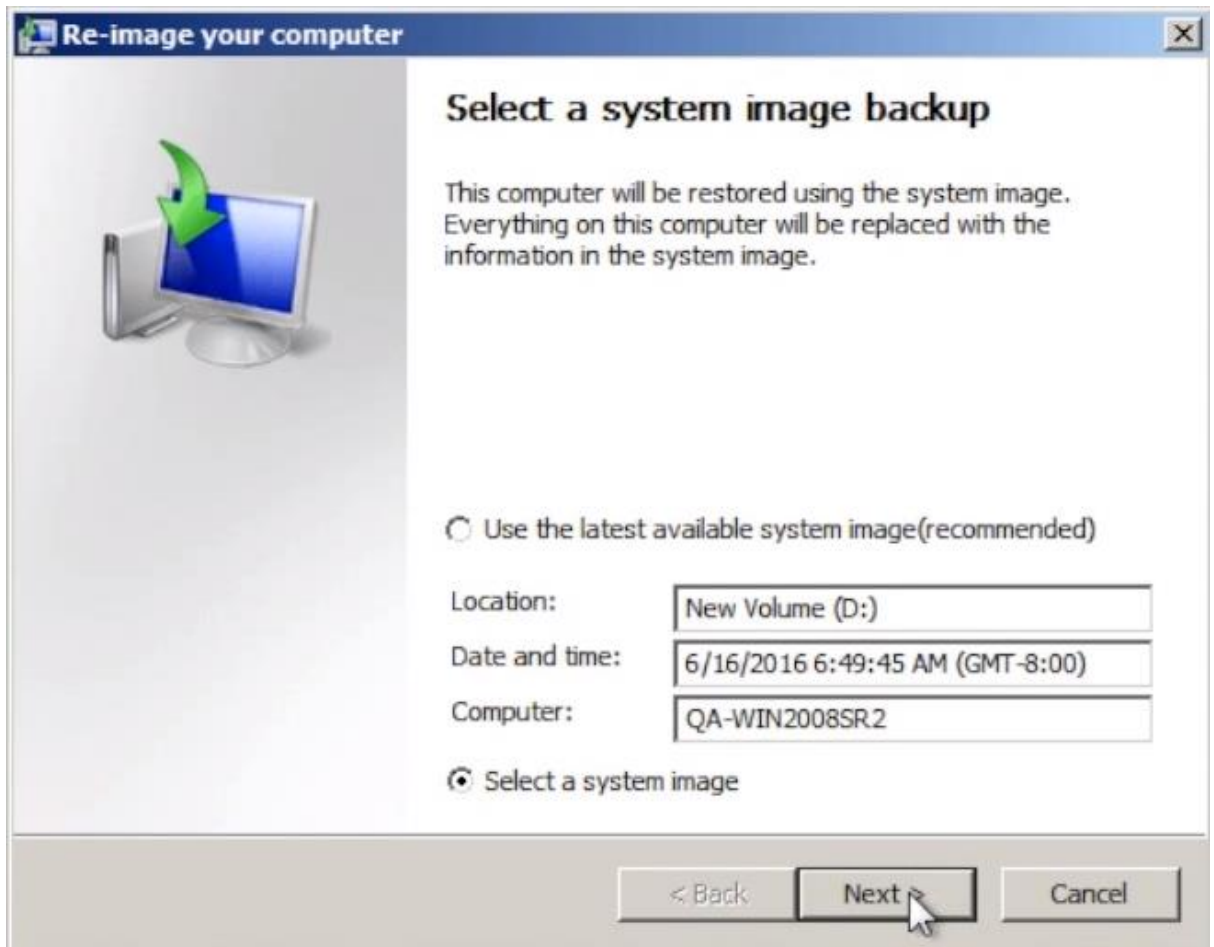 Re-image your computer
Select a system image backup
This computer will be restored using the system image.
Everything on this computer will be replaced with the
information in the system image.
Use the latest available system image(recommended)
Location: New Volume (D:)
Date and time: 6/16/2016 6:49:45 AM (GMT-8:00)
Computer: QA-WIN2008SR2
Select a system image
< Back Next > Cancel